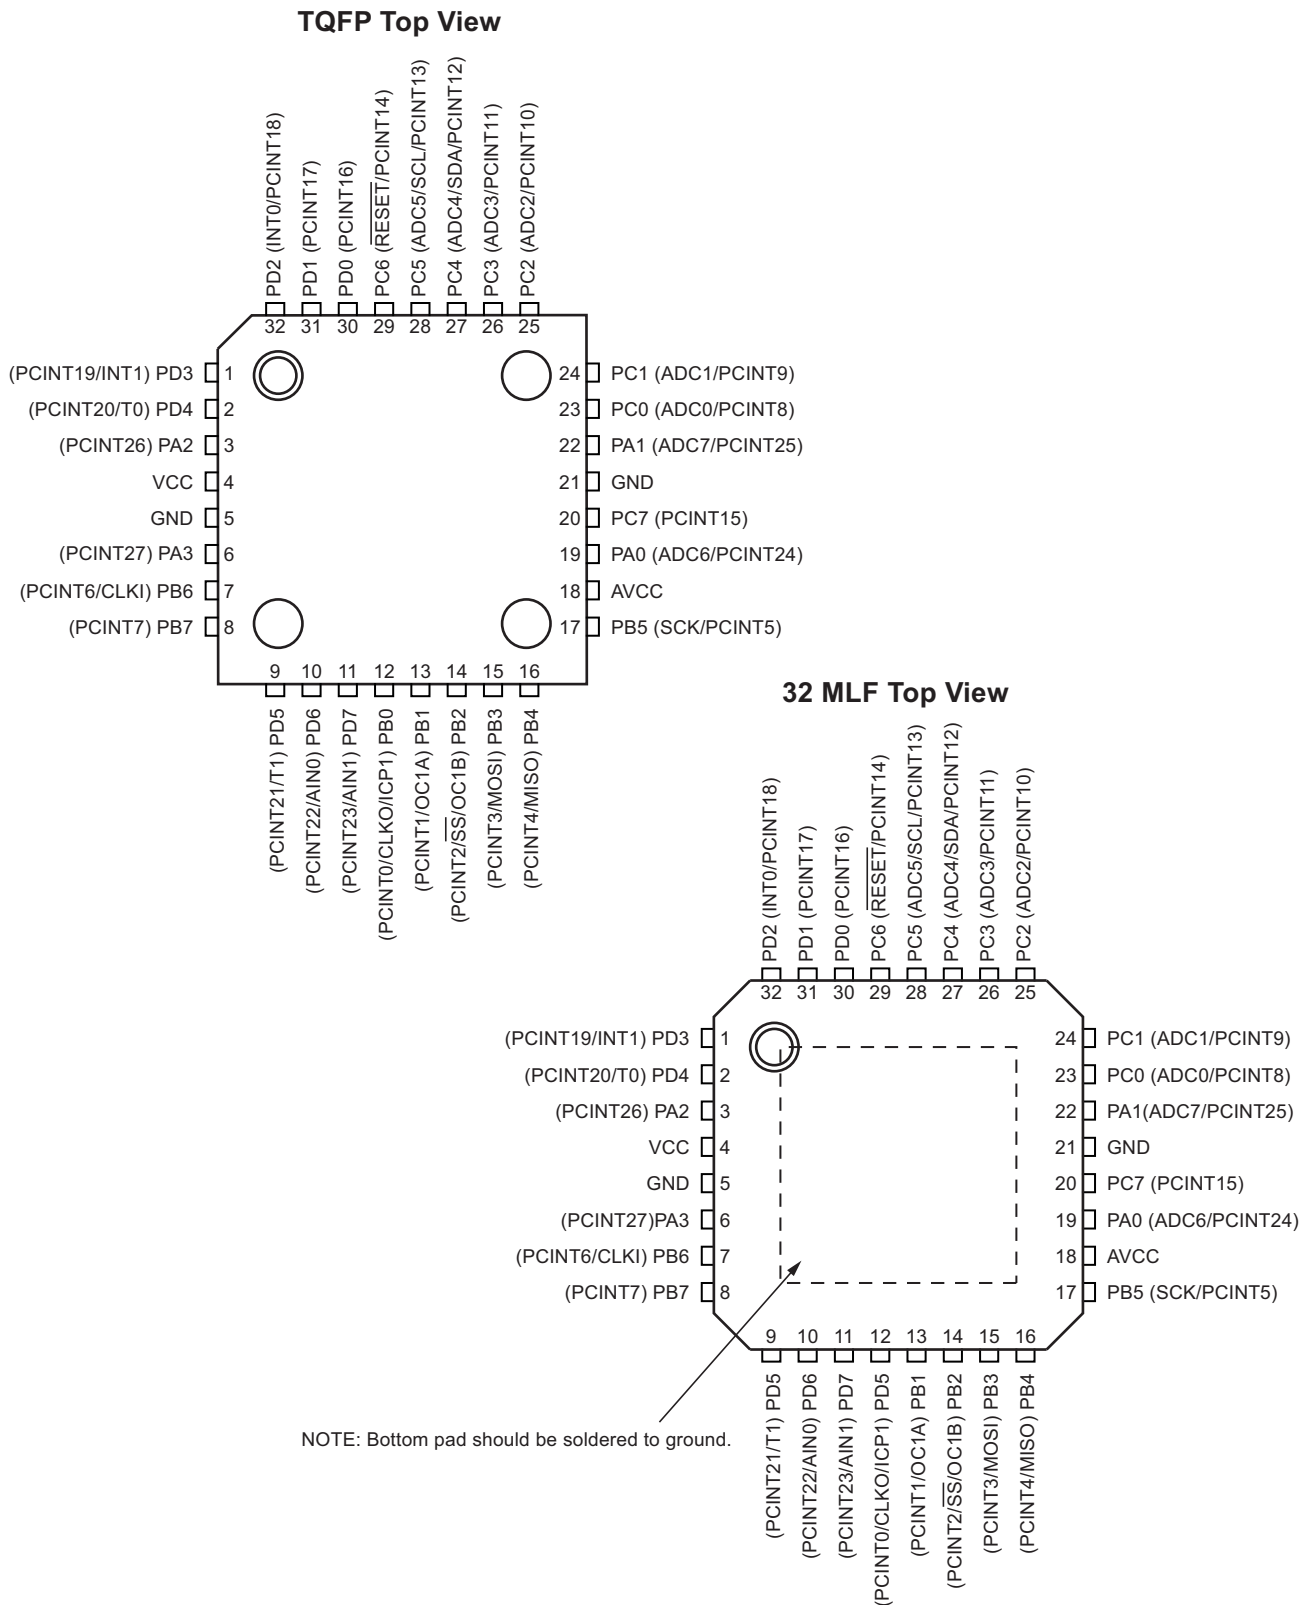 TQFP Top View
PD2 (INT0/PCINT18)
PD1 (PCINT17)
PD0 (PCINT16)
PC6 (RESET/PCINT14)
PC5 (ADC5/SCL/PCINT13)
PC4 (ADC4/SDA/PCINT12)
PC3 (ADC3/PCINT11)
PC2 (ADC2/PCINT10)
32 31 30 29 28 27 26 25
(PCINT19/INT1) PD3 1
(PCINT20/T0) PD4 2
(PCINT26) PA2 3
VCC 4
GND 5
(PCINT27) PA3 6
(PCINT6/CLKI) PB6 7
(PCINT7) PB7 8
24 PC1 (ADC1/PCINT9)
23 PC0 (ADC0/PCINT8)
22 PA1 (ADC7/PCINT25)
21 GND
20 PC7 (PCINT15)
19 PA0 (ADC6/PCINT24)
18 AVCC
17 PB5 (SCK/PCINT5)
9 10 11 12 13 14 15 16
(PCINT21/T1) PD5
(PCINT22/AIN0) PD6
(PCINT23/AIN1) PD7
(PCINT0/CLKO/ICP1) PB0
(PCINT1/OC1A) PB1
(PCINT2/SS/OC1B) PB2
(PCINT3/MOSI) PB3
(PCINT4/MISO) PB4
32 MLF Top View
PD2 (INT0/PCINT18)
PD1 (PCINT17)
PD0 (PCINT16)
PC6 (RESET/PCINT14)
PC5 (ADC5/SCL/PCINT13)
PC4 (ADC4/SDA/PCINT12)
PC3 (ADC3/PCINT11)
PC2 (ADC2/PCINT10)
32 31 30 29 28 27 26 25
(PCINT19/INT1) PD3 1
(PCINT20/T0) PD4 2
(PCINT26) PA2 3
VCC 4
GND 5
(PCINT27)PA3 6
(PCINT6/CLKI) PB6 7
(PCINT7) PB7 8
24 PC1 (ADC1/PCINT9)
23 PC0 (ADC0/PCINT8)
22 PA1(ADC7/PCINT25)
21 GND
20 PC7 (PCINT15)
19 PA0 (ADC6/PCINT24)
18 AVCC
17 PB5 (SCK/PCINT5)
9 10 11 12 13 14 15 16
(PCINT21/T1) PD5
(PCINT22/AIN0) PD6
(PCINT23/AIN1) PD7
(PCINT0/CLKO/ICP1) PD5
(PCINT1/OC1A) PB1
(PCINT2/SS/OC1B) PB2
(PCINT3/MOSI) PB3
(PCINT4/MISO) PB4
NOTE: Bottom pad should be soldered to ground.